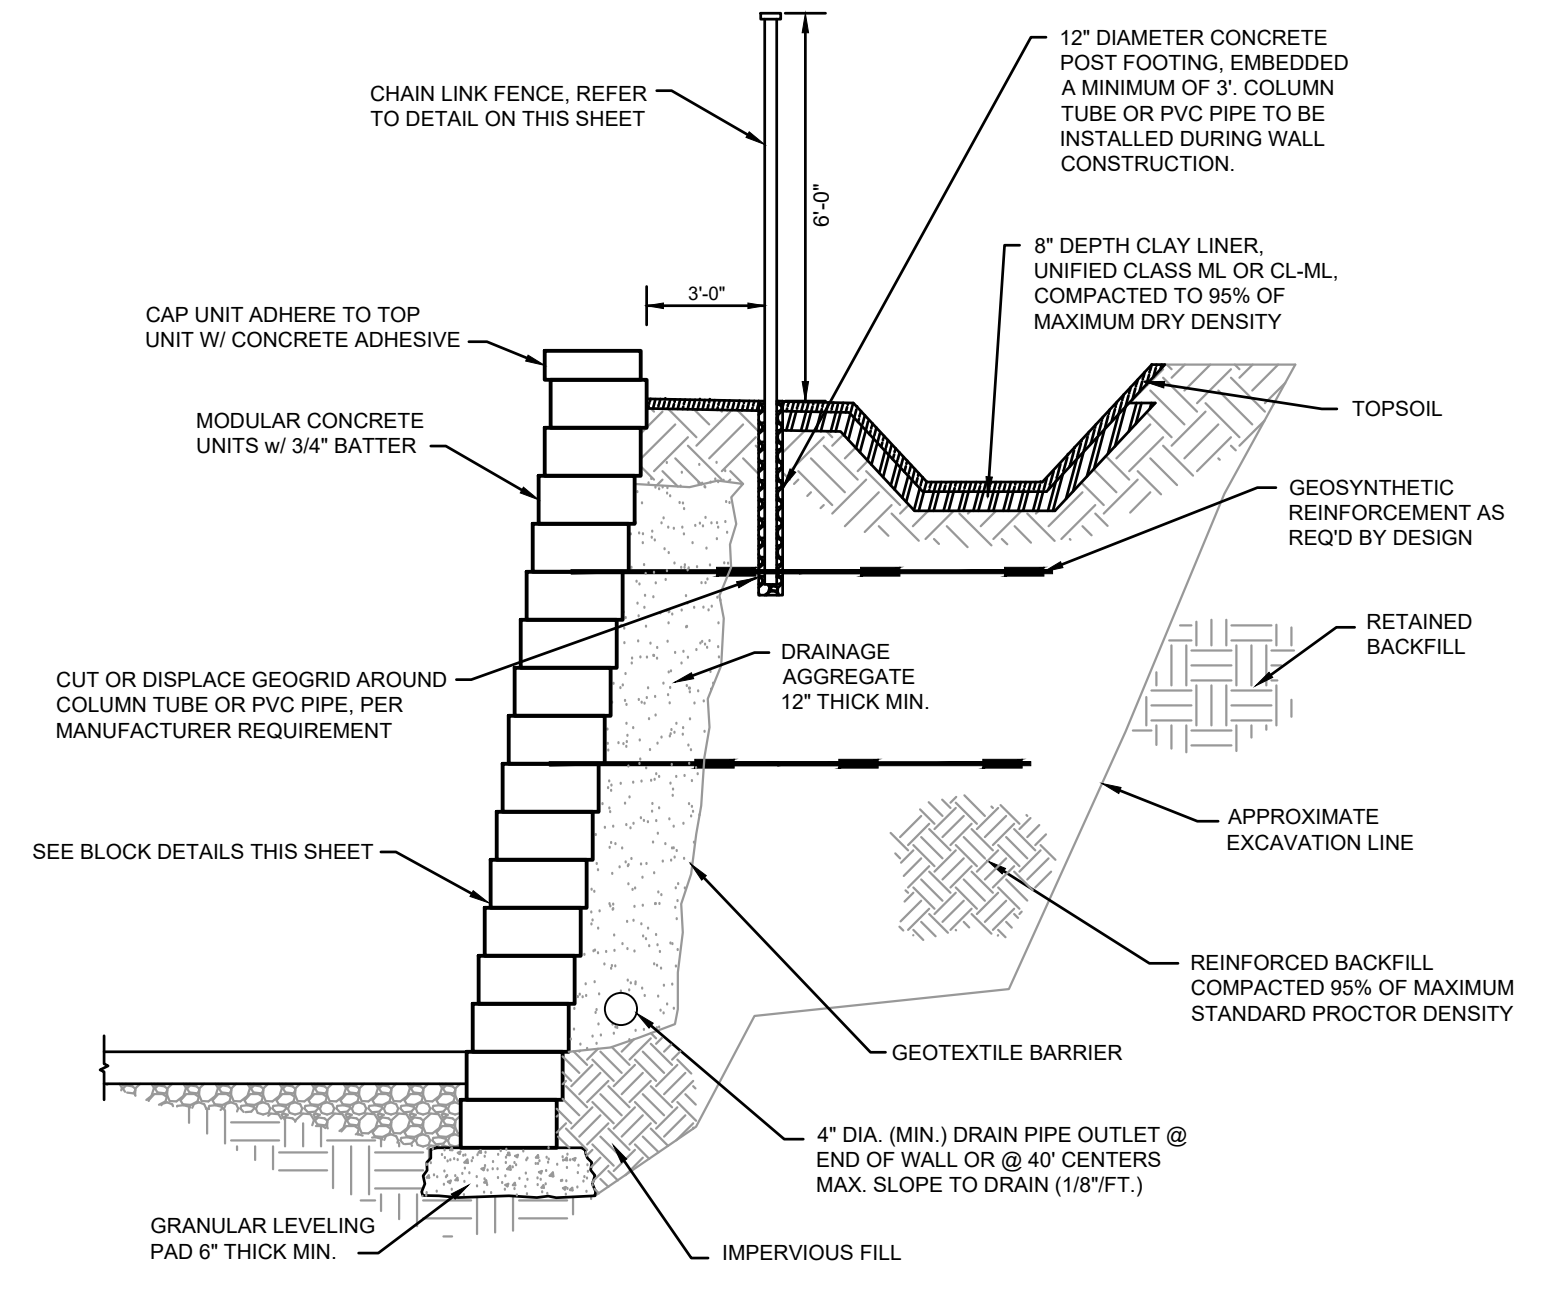 12" DIAMETER CONCRETE
POST FOOTING, EMBEDDED
A MINIMUM OF 3'. COLUMN
TUBE OR PVC PIPE TO BE
INSTALLED DURING WALL
CONSTRUCTION.
CHAIN LINK FENCE, REFER
TO DETAIL ON THIS SHEET
6'-0"
8" DEPTH CLAY LINER,
UNIFIED CLASS ML OR CL-ML,
COMPACTED TO 95% OF
MAXIMUM DRY DENSITY
3'-0"
CAP UNIT ADHERE TO TOP
UNIT W/ CONCRETE ADHESIVE
TOPSOIL
MODULAR CONCRETE
UNITS w/ 3/4" BATTER
GEOSYNTHETIC
REINFORCEMENT AS
REQ'D BY DESIGN
RETAINED
BACKFILL
DRAINAGE
AGGREGATE
12" THICK MIN.
CUT OR DISPLACE GEOGRID AROUND
COLUMN TUBE OR PVC PIPE, PER
MANUFACTURER REQUIREMENT
APPROXIMATE
EXCAVATION LINE
SEE BLOCK DETAILS THIS SHEET
REINFORCED BACKFILL
COMPACTED 95% OF MAXIMUM
STANDARD PROCTOR DENSITY
GEOTEXTILE BARRIER
4" DIA. (MIN.) DRAIN PIPE OUTLET @
END OF WALL OR @ 40' CENTERS
MAX. SLOPE TO DRAIN (1/8"/FT.)
GRANULAR LEVELING
PAD 6" THICK MIN.
IMPERVIOUS FILL